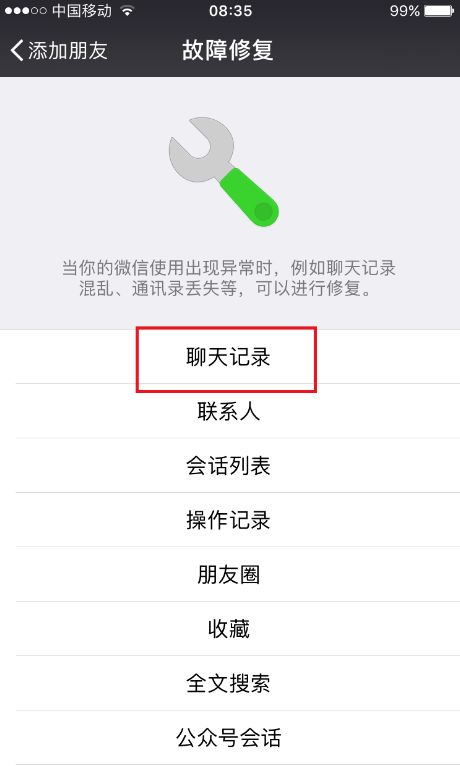 中国移动 08:35 99%
添加朋友 故障修复
当你的微信使用出现异常时，例如聊天记录
混乱、通讯录丢失等，可以进行修复。
聊天记录
联系人
会话列表
操作记录
朋友圈
收藏
全文搜索
公众号会话